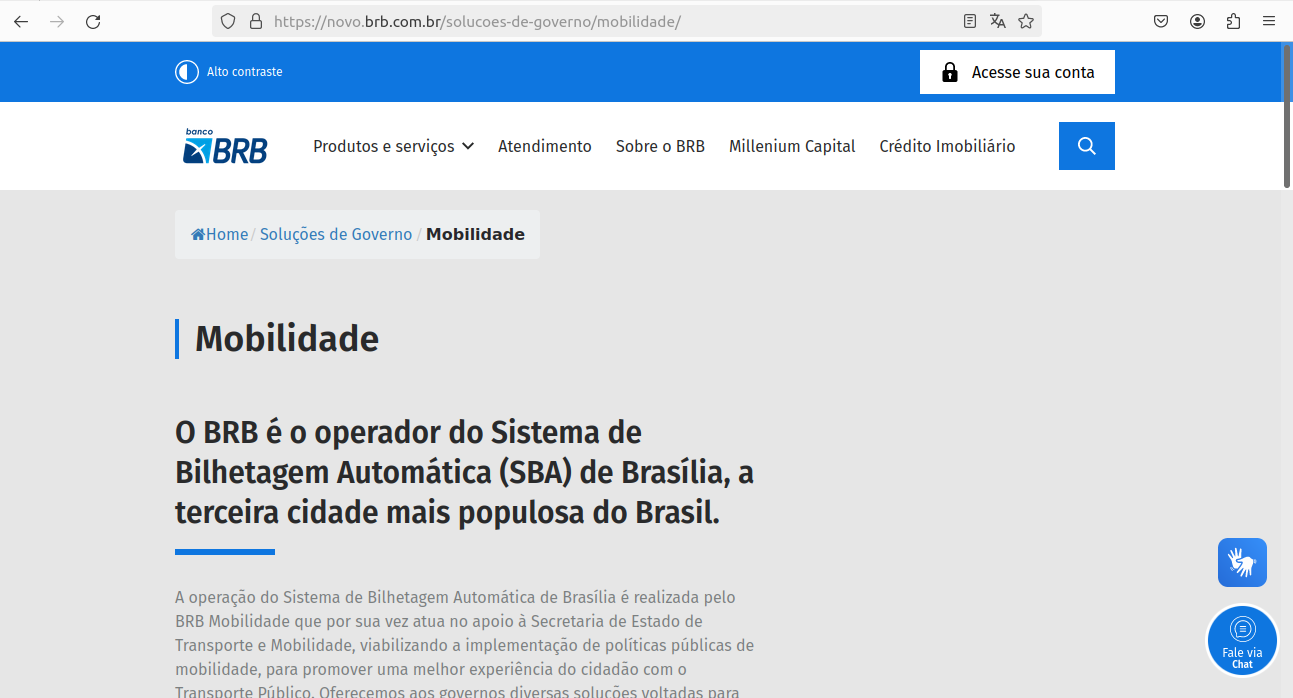 https://novo.brb.com.br/solucoes-de-governo/mobilidade/
Alto contraste
Acesse sua conta
banco
BRB
Produtos e serviços
Atendimento
Sobre o BRB
Millenium Capital
Crédito Imobiliário
Home / Soluções de Governo / Mobilidade
Mobilidade
O BRB é o operador do Sistema de
Bilhetagem Automática (SBA) de Brasília, a
terceira cidade mais populosa do Brasil.
A operação do Sistema de Bilhetagem Automática de Brasília é realizada pelo
BRB Mobilidade que por sua vez atua no apoio à Secretaria de Estado de
Transporte e Mobilidade, viabilizando a implementação de políticas públicas de
mobilidade, para promover uma melhor experiência do cidadão com o
Transporte Público. Oferecemos aos governos diversas soluções voltadas para
Fale via
Chat